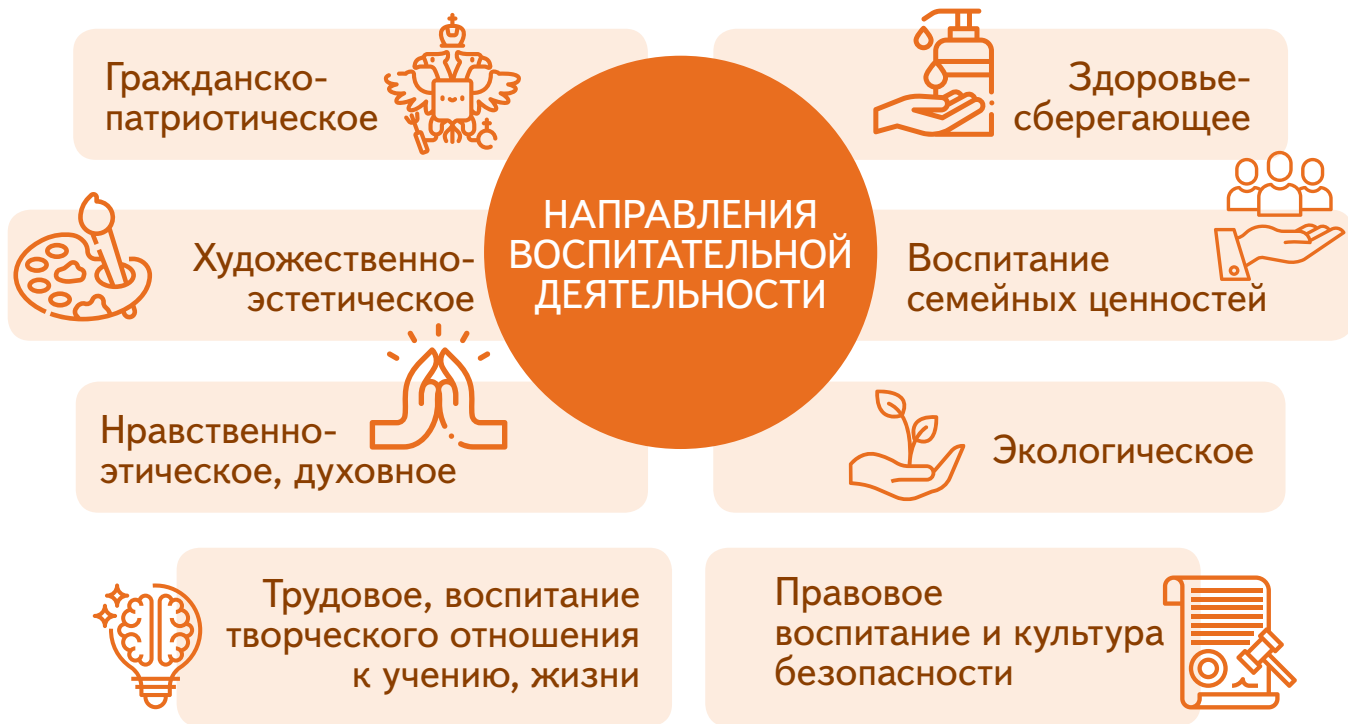 НАПРАВЛЕНИЯ
ВОСПИТАТЕЛЬНОЙ
ДЕЯТЕЛЬНОСТИ
Гражданско-
патриотическое
Здоровье-
сберегающее
Художественно-
эстетическое
Воспитание
семейных ценностей
Нравственно-
этическое, духовное
Экологическое
Трудовое, воспитание
творческого отношения
к учению, жизни
Правовое
воспитание и культура
безопасности